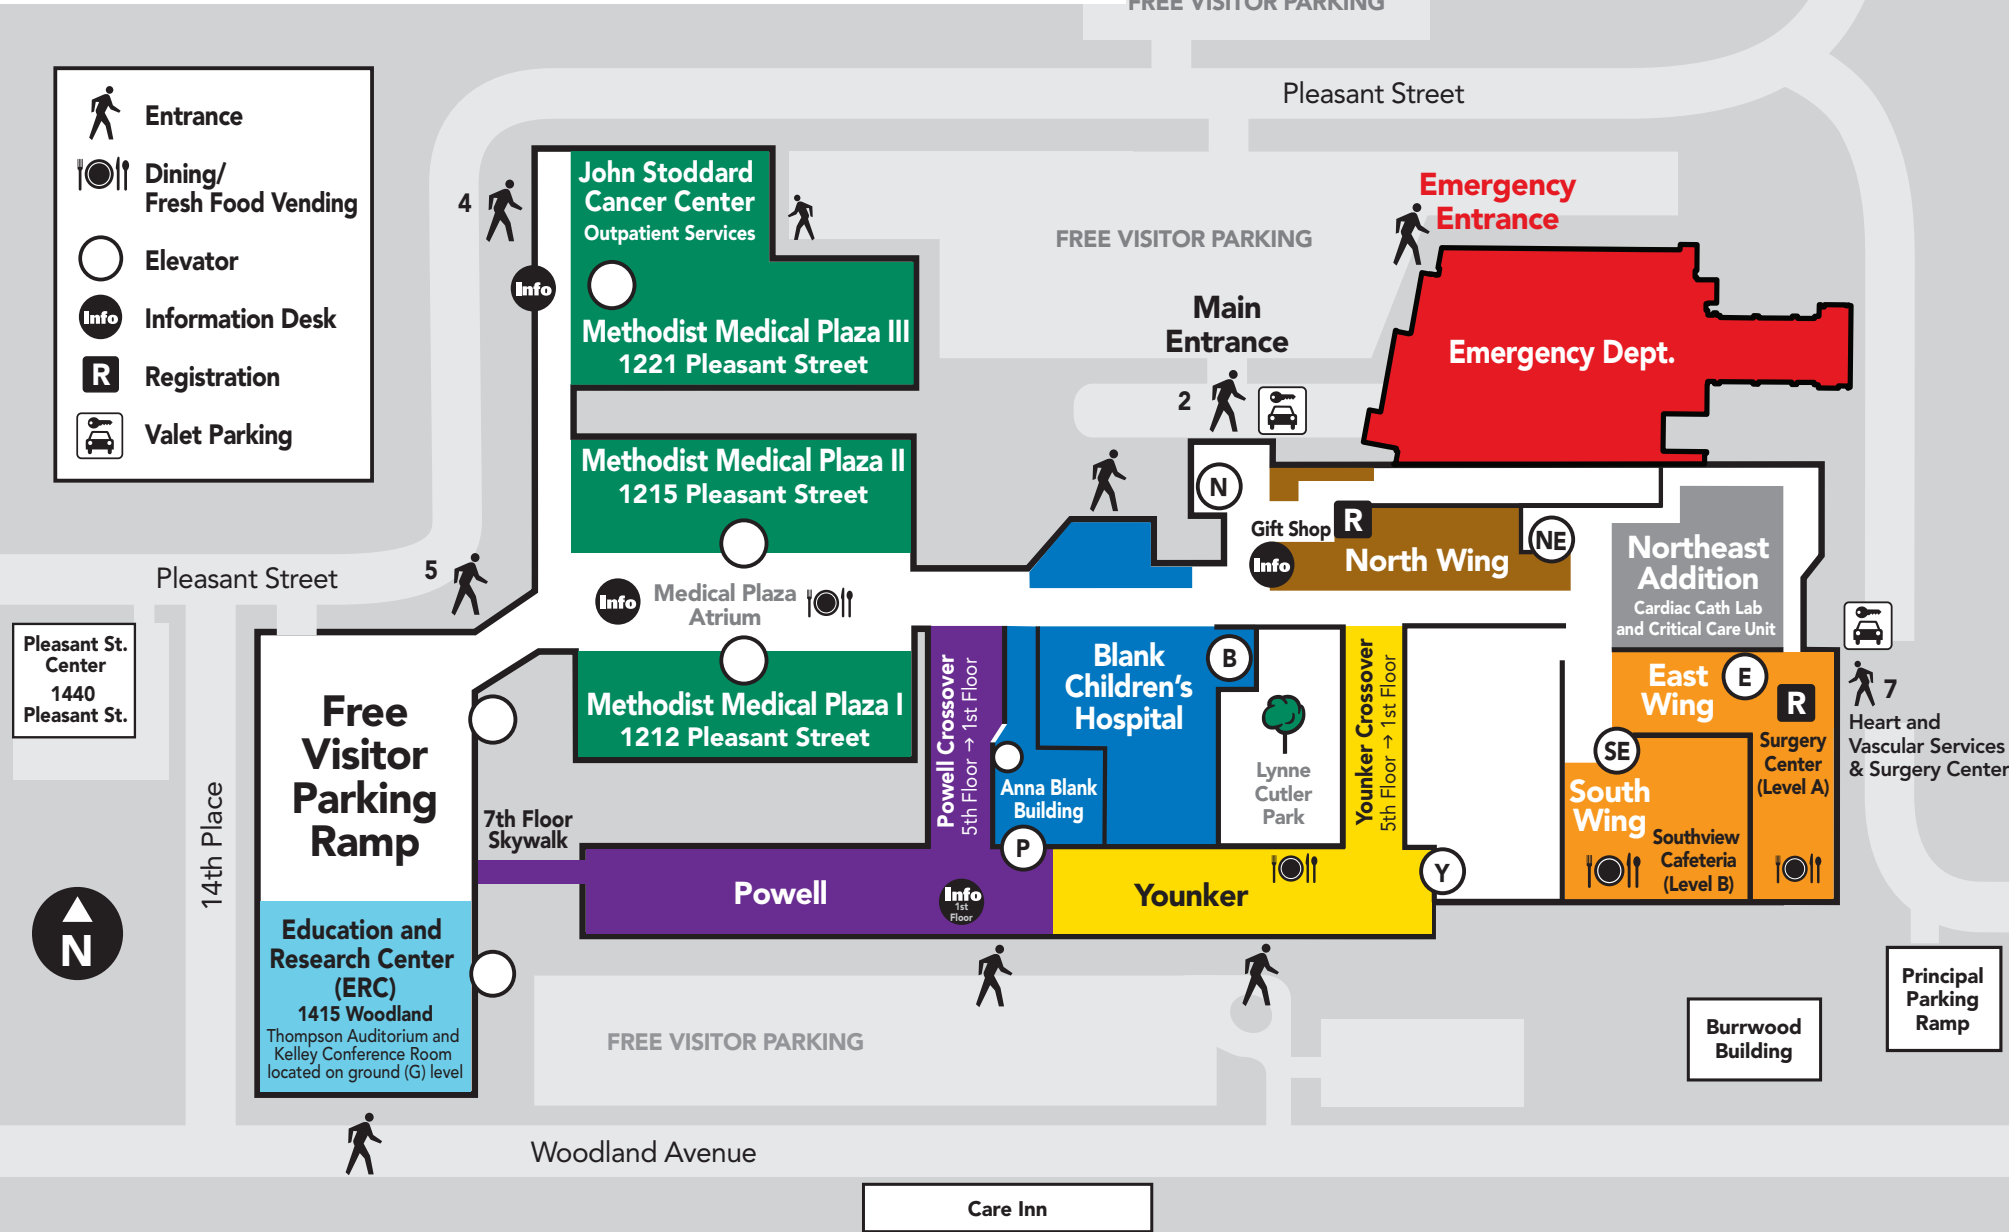 FREE VISITOR PARKING
Pleasant Street
Entrance
Dining/
Fresh Food Vending
Elevator
Info
Information Desk
R
Registration
Valet Parking
4
John Stoddard
Cancer Center
Outpatient Services
Info
Methodist Medical Plaza III
1221 Pleasant Street
FREE VISITOR PARKING
Emergency
Entrance
Emergency Dept.
Main
Entrance
2
Methodist Medical Plaza II
1215 Pleasant Street
N
Gift Shop
R
Info
North Wing
NE
Northeast
Addition
Cardiac Cath Lab
and Critical Care Unit
Pleasant Street
5
Info
Medical Plaza
Atrium
Pleasant St.
Center
1440
Pleasant St.
Free
Visitor
Parking
Ramp
Methodist Medical Plaza I
1212 Pleasant Street
Powell Crossover
5th Floor → 1st Floor
Blank
Children's
Hospital
B
Anna Blank
Building
Lynne
Cutler
Park
Younker Crossover
5th Floor → 1st Floor
East
Wing
E
R
7
Heart and
Vascular Services
& Surgery Center
SE
Surgery
Center
(Level A)
South
Wing
Southview
Cafeteria
(Level B)
14th Place
7th Floor
Skywalk
P
Y
Powell
Info
1st
Floor
Younker
N
Education and
Research Center
(ERC)
1415 Woodland
Thompson Auditorium and
Kelley Conference Room
located on ground (G) level
FREE VISITOR PARKING
Burrwood
Building
Principal
Parking
Ramp
Woodland Avenue
Care Inn